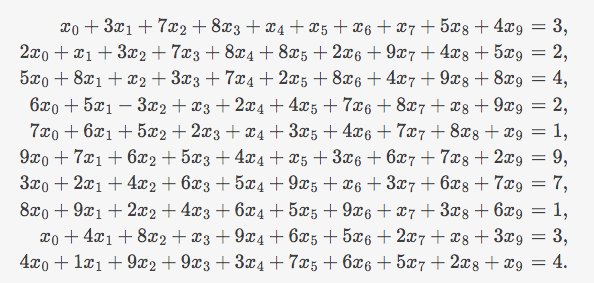 x₀ + 3x₁ + 7x₂ + 8x₃ + x₄ + x₅ + x₆ + x₇ + 5x₈ + 4x₉ = 3,
2x₀ + x₁ + 3x₂ + 7x₃ + 8x₄ + 8x₅ + 2x₆ + 9x₇ + 4x₈ + 5x₉ = 2,
5x₀ + 8x₁ + x₂ + 3x₃ + 7x₄ + 2x₅ + 8x₆ + 4x₇ + 9x₈ + 8x₉ = 4,
6x₀ + 5x₁ − 3x₂ + x₃ + 2x₄ + 4x₅ + 7x₆ + 8x₇ + x₈ + 9x₉ = 2,
7x₀ + 6x₁ + 5x₂ + 2x₃ + x₄ + 3x₅ + 4x₆ + 7x₇ + 8x₈ + x₉ = 1,
9x₀ + 7x₁ + 6x₂ + 5x₃ + 4x₄ + x₅ + 3x₆ + 6x₇ + 7x₈ + 2x₉ = 9,
3x₀ + 2x₁ + 4x₂ + 6x₃ + 5x₄ + 9x₅ + x₆ + 3x₇ + 6x₈ + 7x₉ = 7,
8x₀ + 9x₁ + 2x₂ + 4x₃ + 6x₄ + 5x₅ + 9x₆ + x₇ + 3x₈ + 6x₉ = 1,
x₀ + 4x₁ + 8x₂ + x₃ + 9x₄ + 6x₅ + 5x₆ + 2x₇ + x₈ + 3x₉ = 3,
4x₀ + 1x₁ + 9x₂ + 9x₃ + 3x₄ + 7x₅ + 6x₆ + 5x₇ + 2x₈ + x₉ = 4.